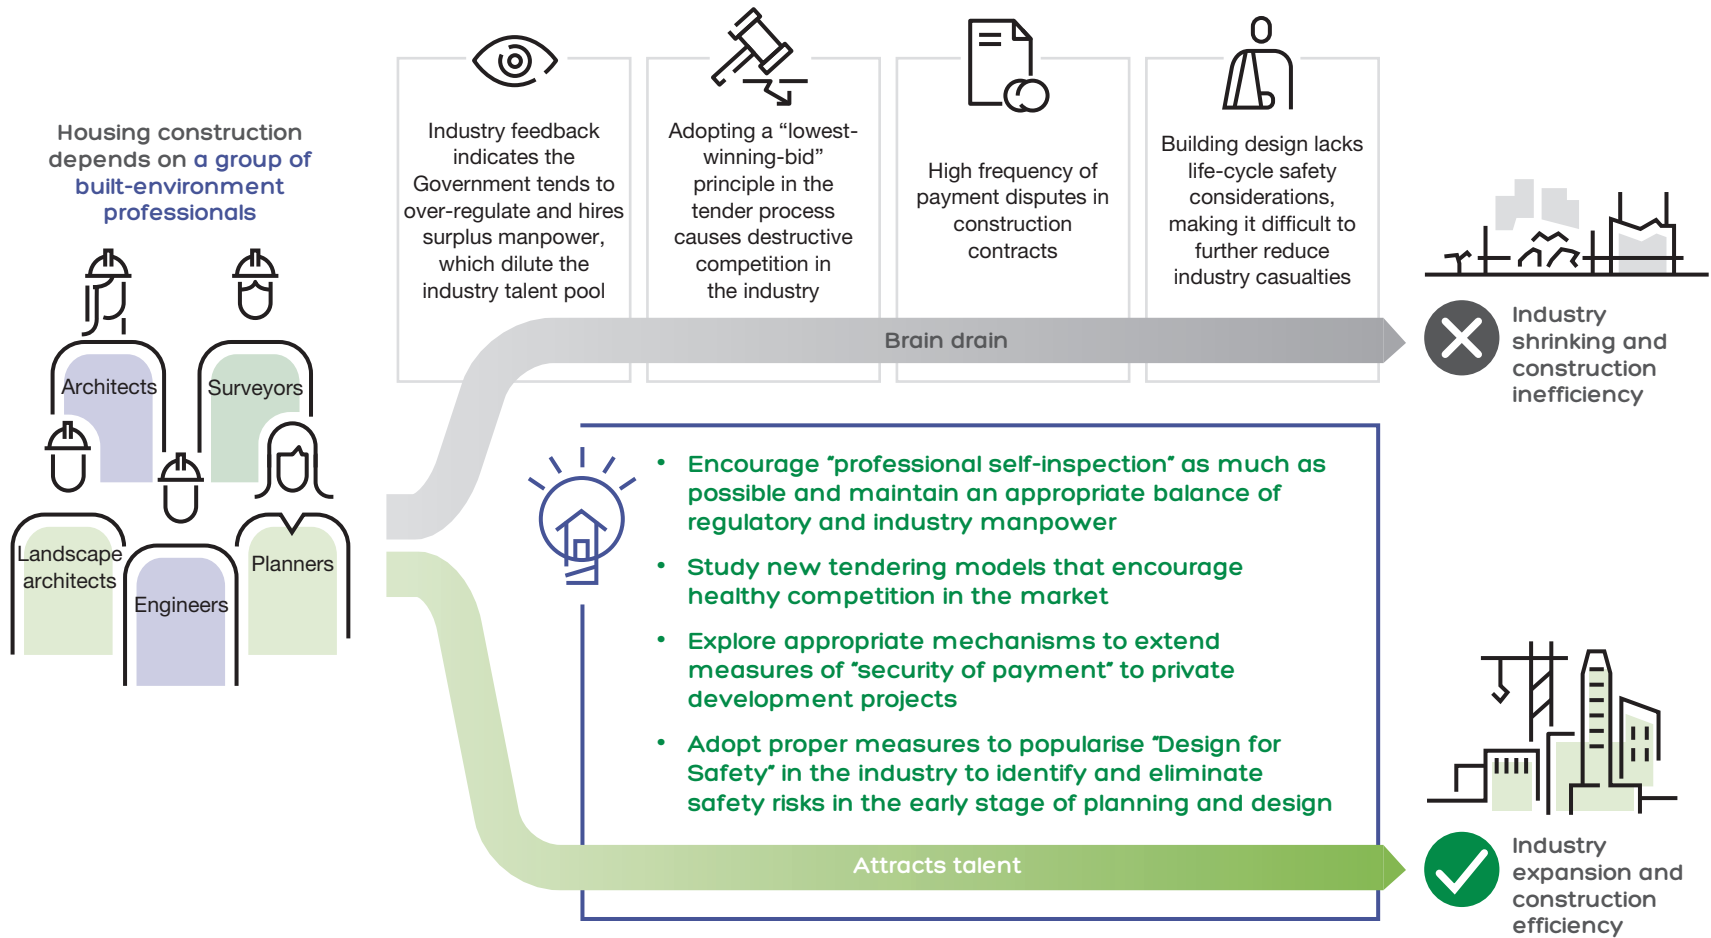 Housing construction
depends on a group of
built-environment
professionals
Architects
Surveyors
Landscape
architects
Engineers
Planners
Industry feedback
indicates the
Government tends to
over-regulate and hires
surplus manpower,
which dilute the
industry talent pool
Adopting a “lowest-
winning-bid”
principle in the
tender process
causes destructive
competition in
the industry
High frequency of
payment disputes in
construction
contracts
Building design lacks
life-cycle safety
considerations,
making it difficult to
further reduce
industry casualties
Brain drain
Industry
shrinking and
construction
inefficiency
• Encourage “professional self-inspection” as much as
possible and maintain an appropriate balance of
regulatory and industry manpower
• Study new tendering models that encourage
healthy competition in the market
• Explore appropriate mechanisms to extend
measures of “security of payment” to private
development projects
• Adopt proper measures to popularise “Design for
Safety” in the industry to identify and eliminate
safety risks in the early stage of planning and design
Attracts talent
Industry
expansion and
construction
efficiency